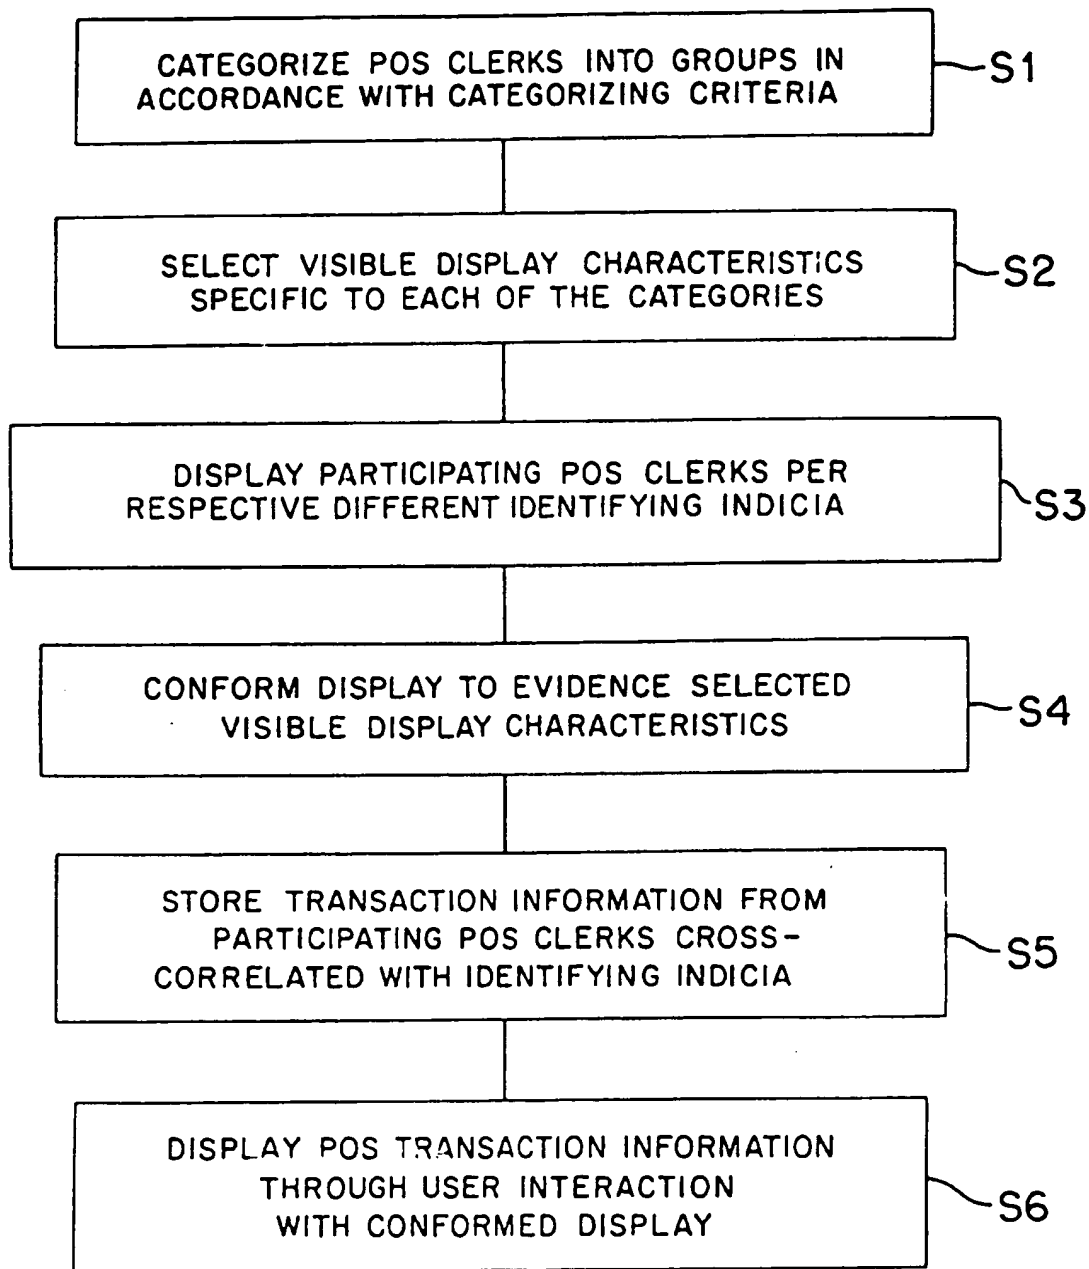 CATEGORIZE POS CLERKS INTO GROUPS IN
ACCORDANCE WITH CATEGORIZING CRITERIA
S1
SELECT VISIBLE DISPLAY CHARACTERISTICS
SPECIFIC TO EACH OF THE CATEGORIES
S2
DISPLAY PARTICIPATING POS CLERKS PER
RESPECTIVE DIFFERENT IDENTIFYING INDICIA
S3
CONFORM DISPLAY TO EVIDENCE SELECTED
VISIBLE DISPLAY CHARACTERISTICS
S4
STORE TRANSACTION INFORMATION FROM
PARTICIPATING POS CLERKS CROSS-
CORRELATED WITH IDENTIFYING INDICIA
S5
DISPLAY POS TRANSACTION INFORMATION
THROUGH USER INTERACTION
WITH CONFORMED DISPLAY
S6